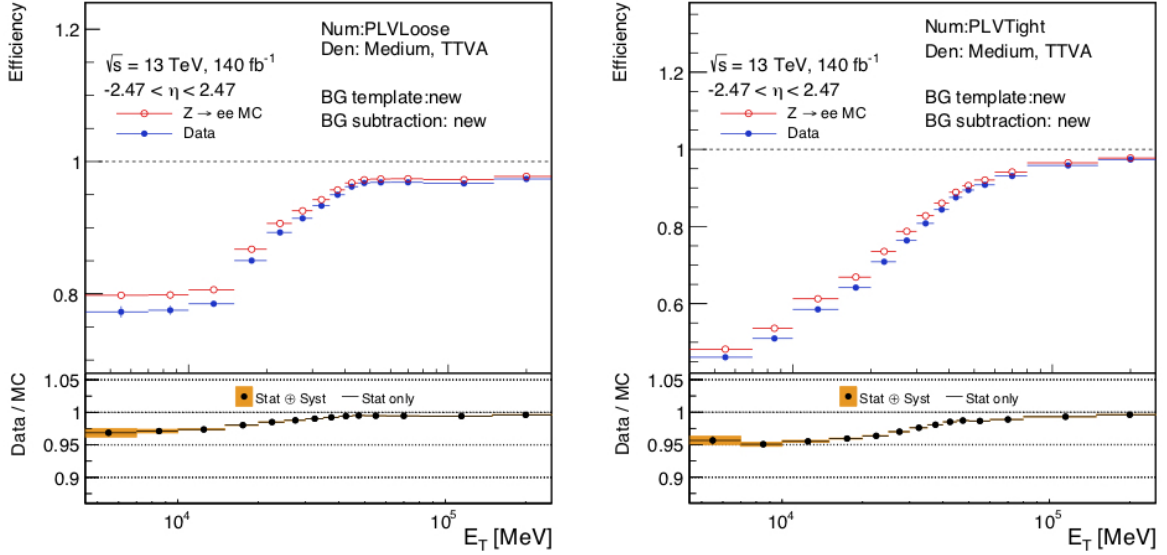 Efficiency
1.2
1
0.8
Num:PLVLoose
Den: Medium, TTVA
√s = 13 TeV, 140 fb⁻¹
-2.47 < η < 2.47
Z → ee MC
Data
BG template:new
BG subtraction: new
Data / MC
1.05
1
0.95
0.9
Stat ⊕ Syst
Stat only
10⁴
10⁵
E_T [MeV]
Efficiency
1.2
1
0.8
0.6
Num:PLVTight
Den: Medium, TTVA
√s = 13 TeV, 140 fb⁻¹
-2.47 < η < 2.47
Z → ee MC
Data
BG template:new
BG subtraction: new
Data / MC
1.05
1
0.95
0.9
Stat ⊕ Syst
Stat only
10⁴
10⁵
E_T [MeV]